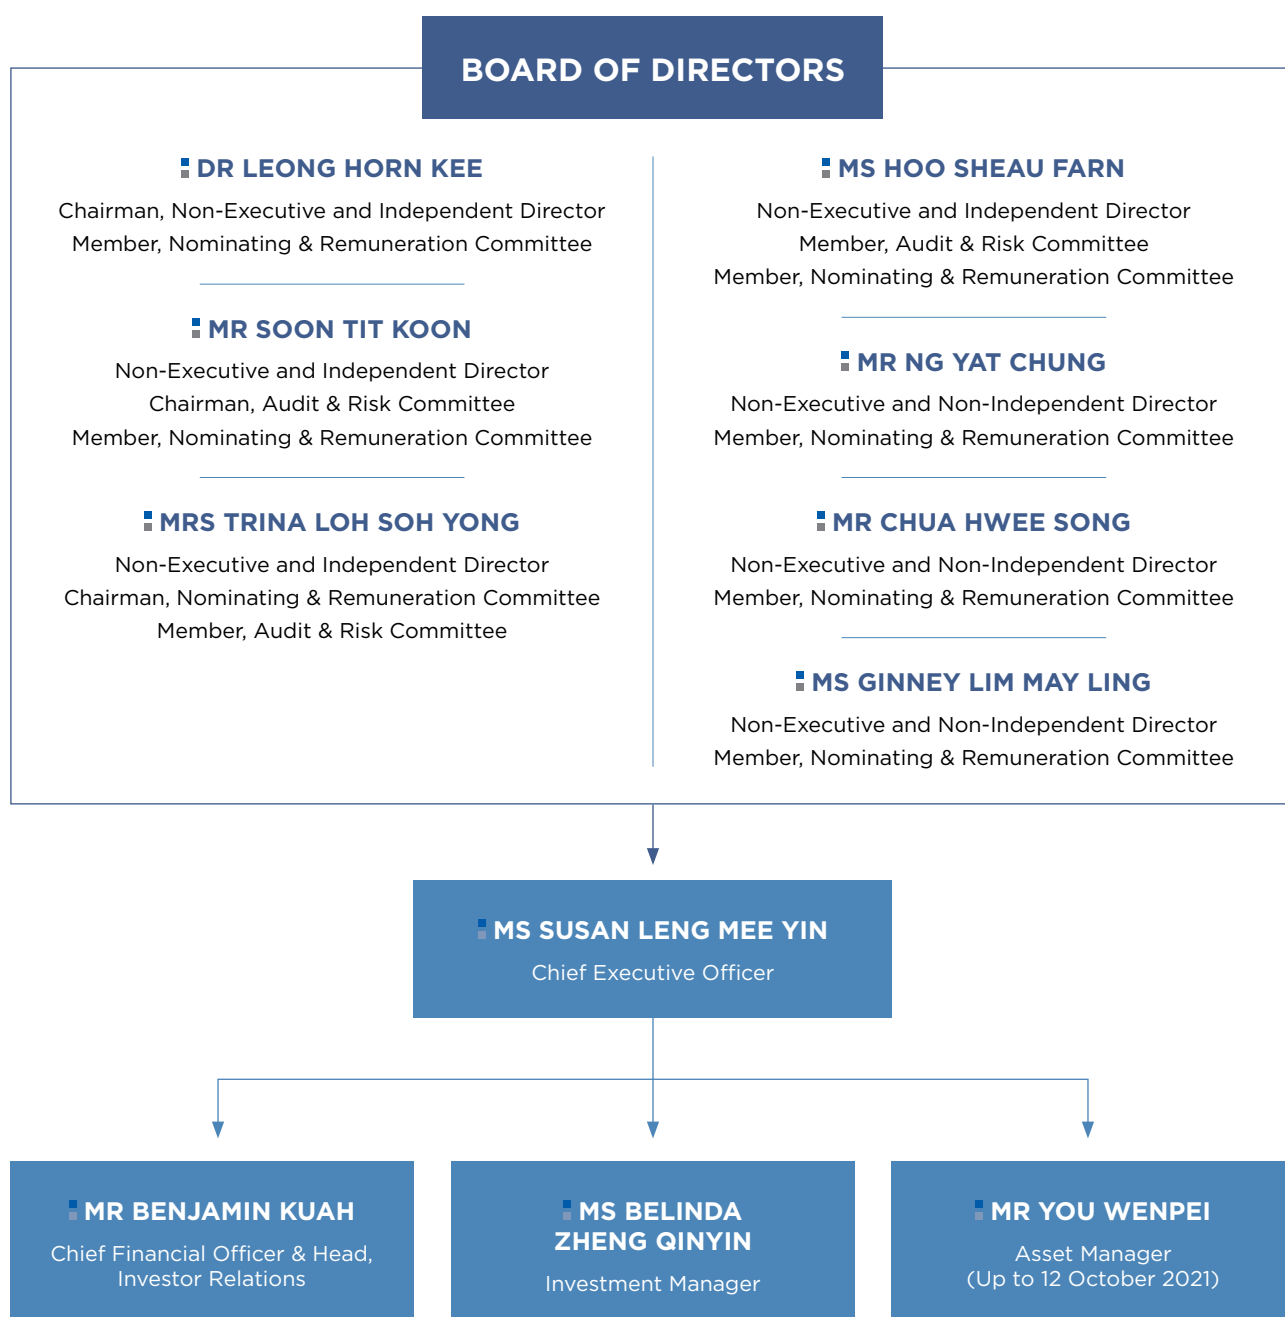 BOARD OF DIRECTORS
DR LEONG HORN KEE
Chairman, Non-Executive and Independent Director
Member, Nominating & Remuneration Committee
MR SOON TIT KOON
Non-Executive and Independent Director
Chairman, Audit & Risk Committee
Member, Nominating & Remuneration Committee
MRS TRINA LOH SOH YONG
Non-Executive and Independent Director
Chairman, Nominating & Remuneration Committee
Member, Audit & Risk Committee
MS HOO SHEAU FARN
Non-Executive and Independent Director
Member, Audit & Risk Committee
Member, Nominating & Remuneration Committee
MR NG YAT CHUNG
Non-Executive and Non-Independent Director
Member, Nominating & Remuneration Committee
MR CHUA HWEE SONG
Non-Executive and Non-Independent Director
Member, Nominating & Remuneration Committee
MS GINNEY LIM MAY LING
Non-Executive and Non-Independent Director
Member, Nominating & Remuneration Committee
MS SUSAN LENG MEE YIN
Chief Executive Officer
MR BENJAMIN KUAH
Chief Financial Officer & Head,
Investor Relations
MS BELINDA
ZHENG QINYIN
Investment Manager
MR YOU WENPEI
Asset Manager
(Up to 12 October 2021)